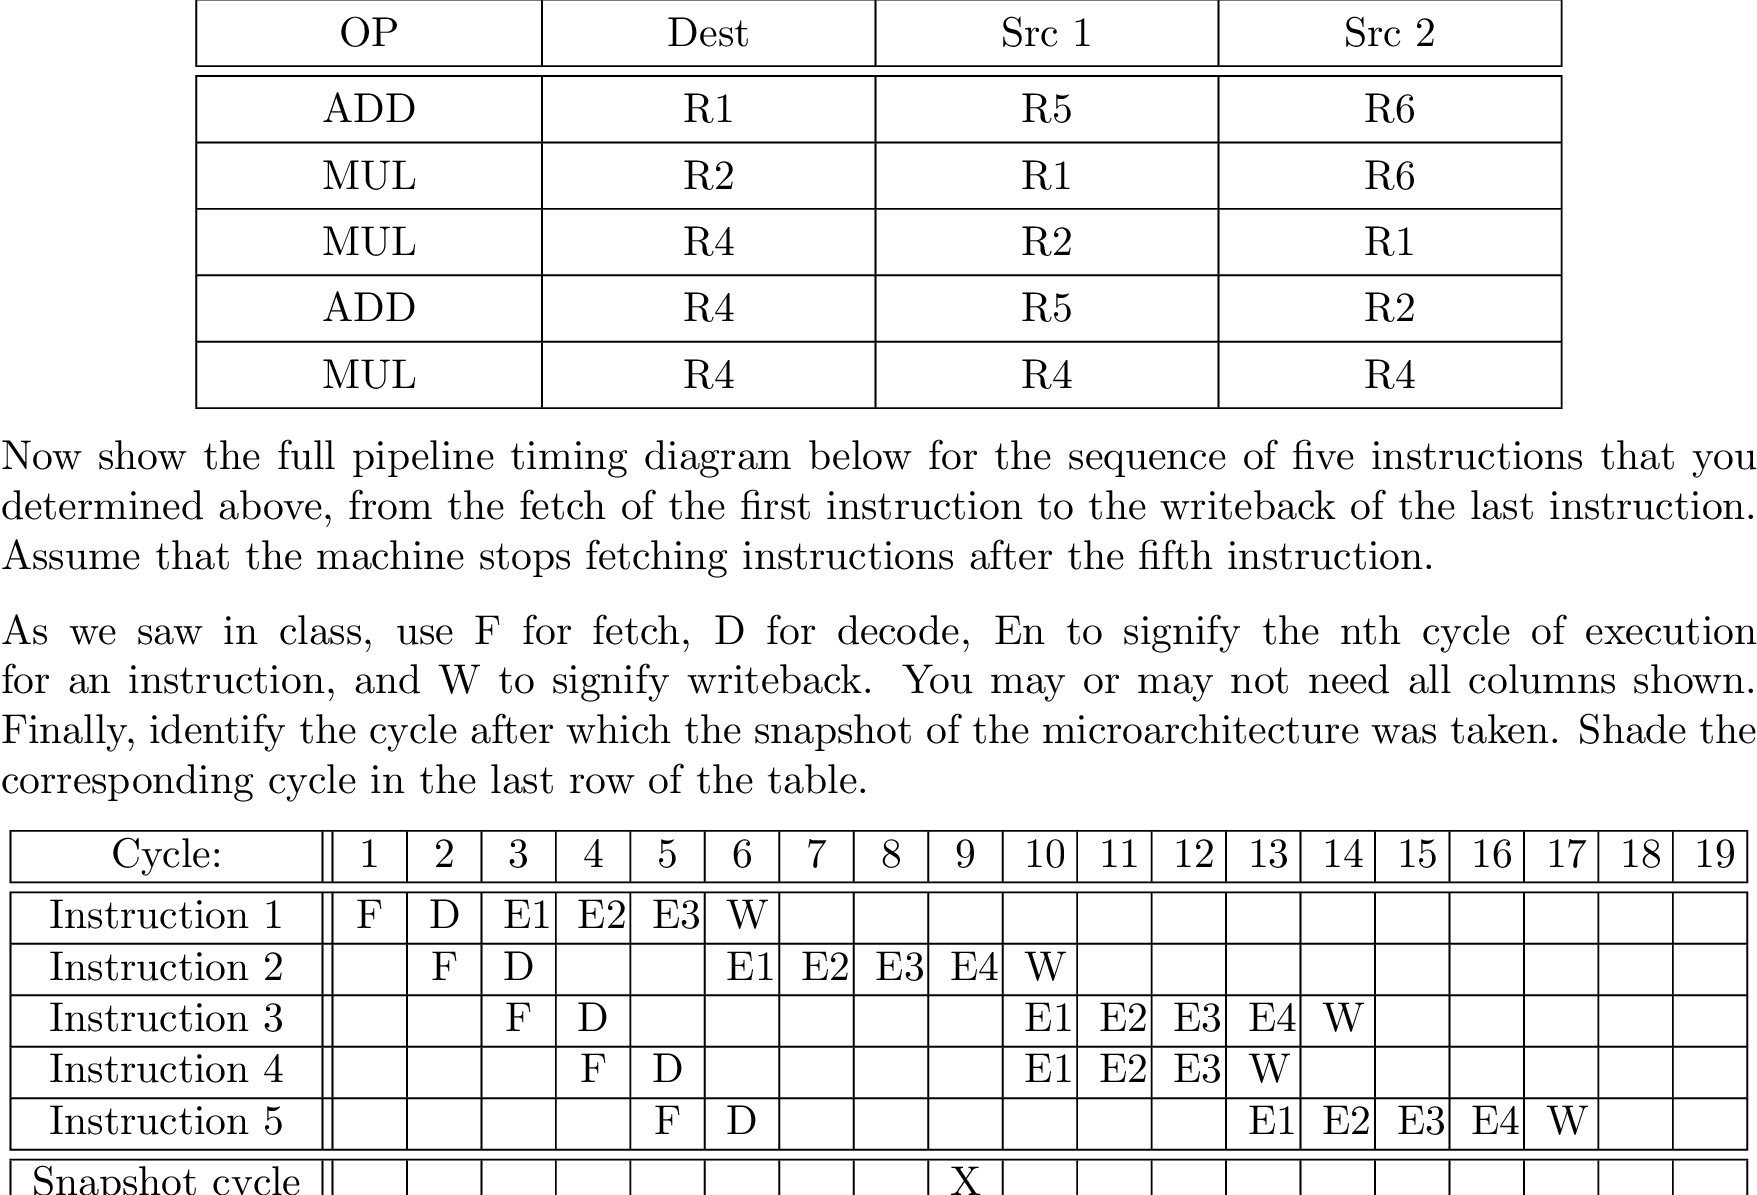 OP Dest Src 1 Src 2
ADD R1 R5 R6
MUL R2 R1 R6
MUL R4 R2 R1
ADD R4 R5 R2
MUL R4 R4 R4
Now show the full pipeline timing diagram below for the sequence of five instructions that you
determined above, from the fetch of the first instruction to the writeback of the last instruction.
Assume that the machine stops fetching instructions after the fifth instruction.
As we saw in class, use F for fetch, D for decode, En to signify the nth cycle of execution
for an instruction, and W to signify writeback. You may or may not need all columns shown.
Finally, identify the cycle after which the snapshot of the microarchitecture was taken. Shade the
corresponding cycle in the last row of the table.
Cycle: 1 2 3 4 5 6 7 8 9 10 11 12 13 14 15 16 17 18 19
Instruction 1 F D E1 E2 E3 W
Instruction 2 F D E1 E2 E3 E4 W
Instruction 3 F D E1 E2 E3 E4 W
Instruction 4 F D E1 E2 E3 W
Instruction 5 F D E1 E2 E3 E4 W
Snapshot cycle X